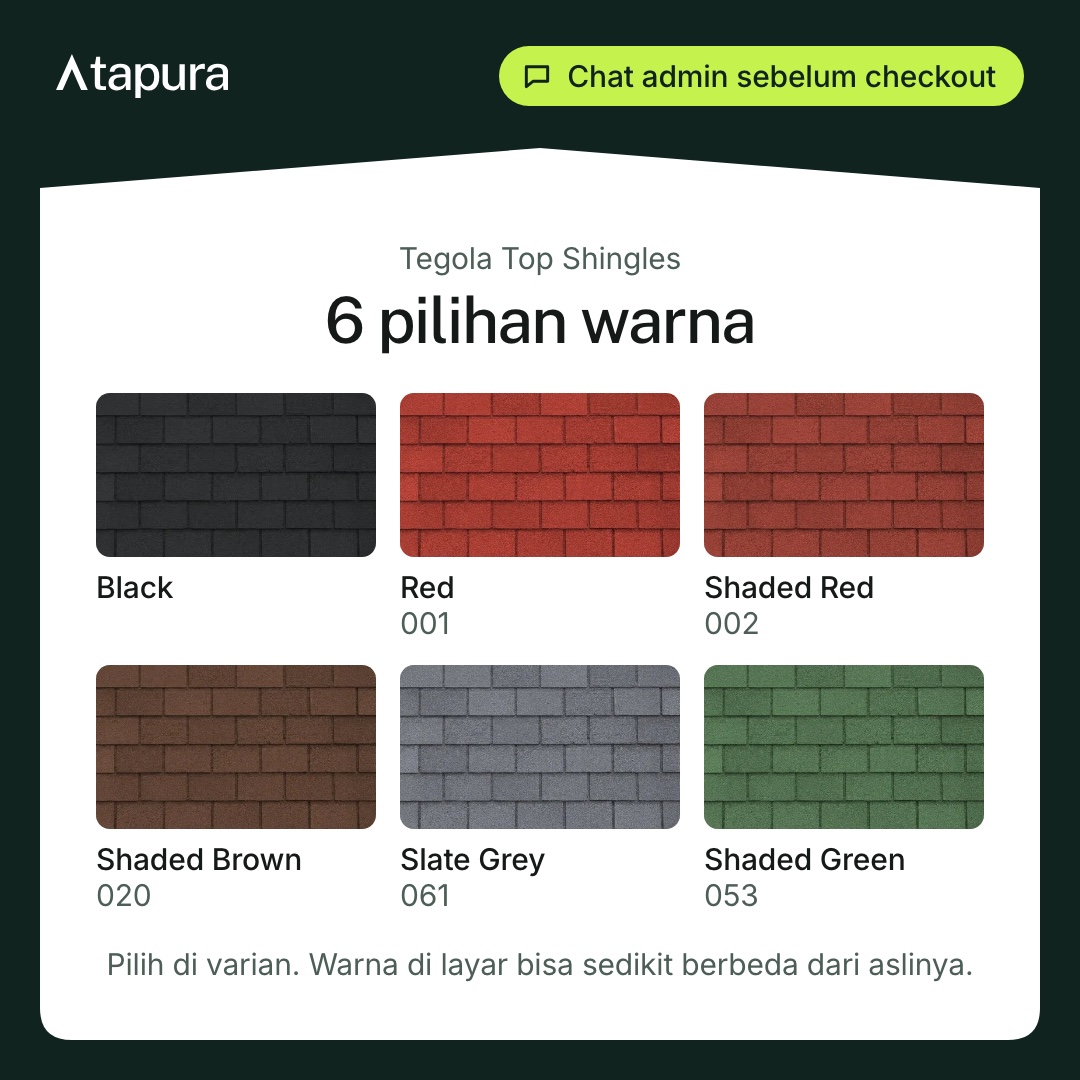 Atapura
Chat admin sebelum checkout
Tegola Top Shingles
6 pilihan warna
Black
Red
001
Shaded Red
002
Shaded Brown
020
Slate Grey
061
Shaded Green
053
Pilih di varian. Warna di layar bisa sedikit berbeda dari aslinya.